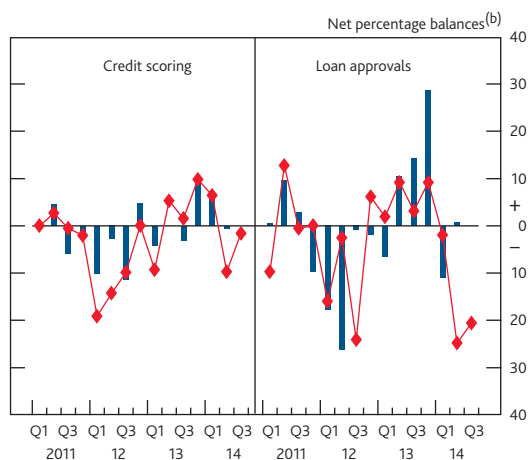 Net percentage balances(b)
Credit scoring
Loan approvals
40
30
20
10
+
0
–
10
20
30
40
Q1 Q3 Q1 Q3 Q1 Q3 Q1 Q3 Q1 Q3 Q1 Q3 Q1 Q3 Q1 Q3
2011 12 13 14 2011 12 13 14